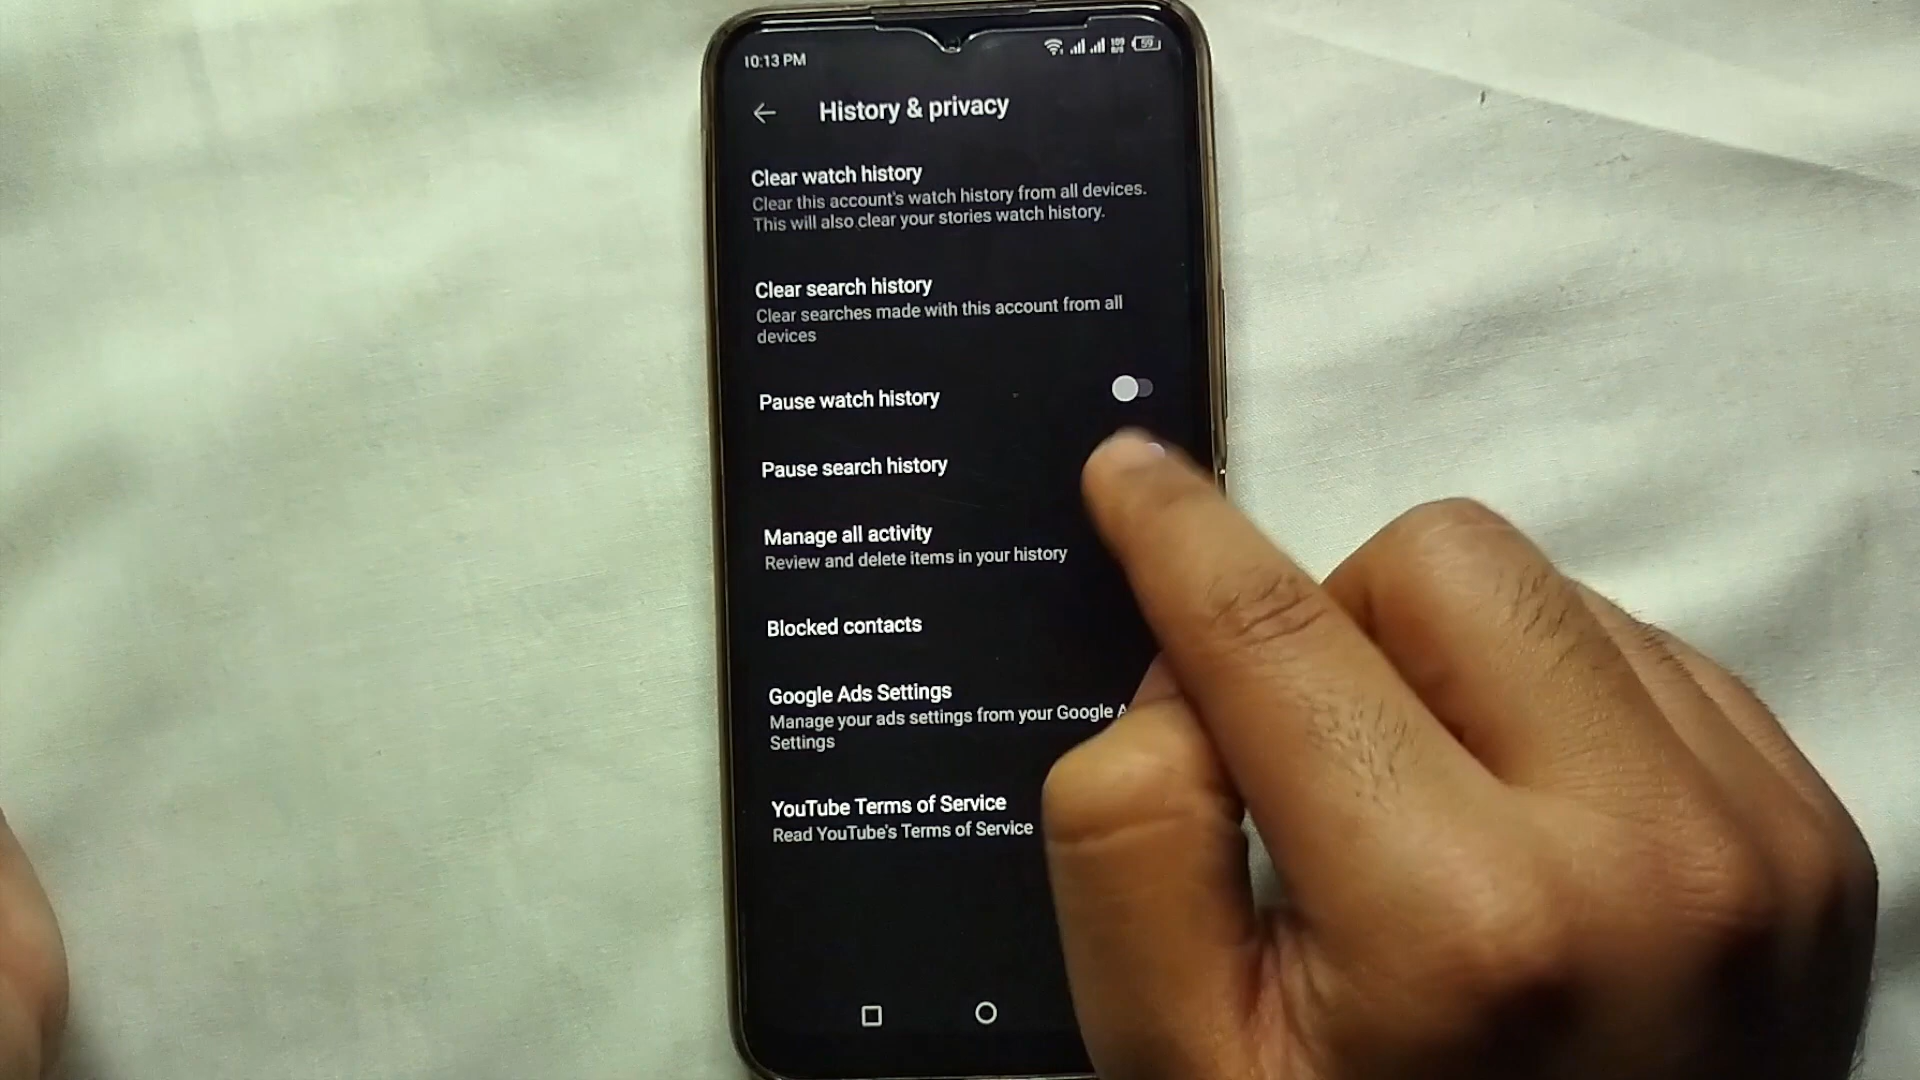 10:13 PM
59
History & privacy
Clear watch history
Clear this account's watch history from all devices.
This will also clear your stories watch history.
Clear search history
Clear searches made with this account from all
devices
Pause watch history
Pause search history
Manage all activity
Review and delete items in your history
Blocked contacts
Google Ads Settings
Manage your ads settings from your Google
Settings
YouTube Terms of Service
Read YouTube's Terms of Service